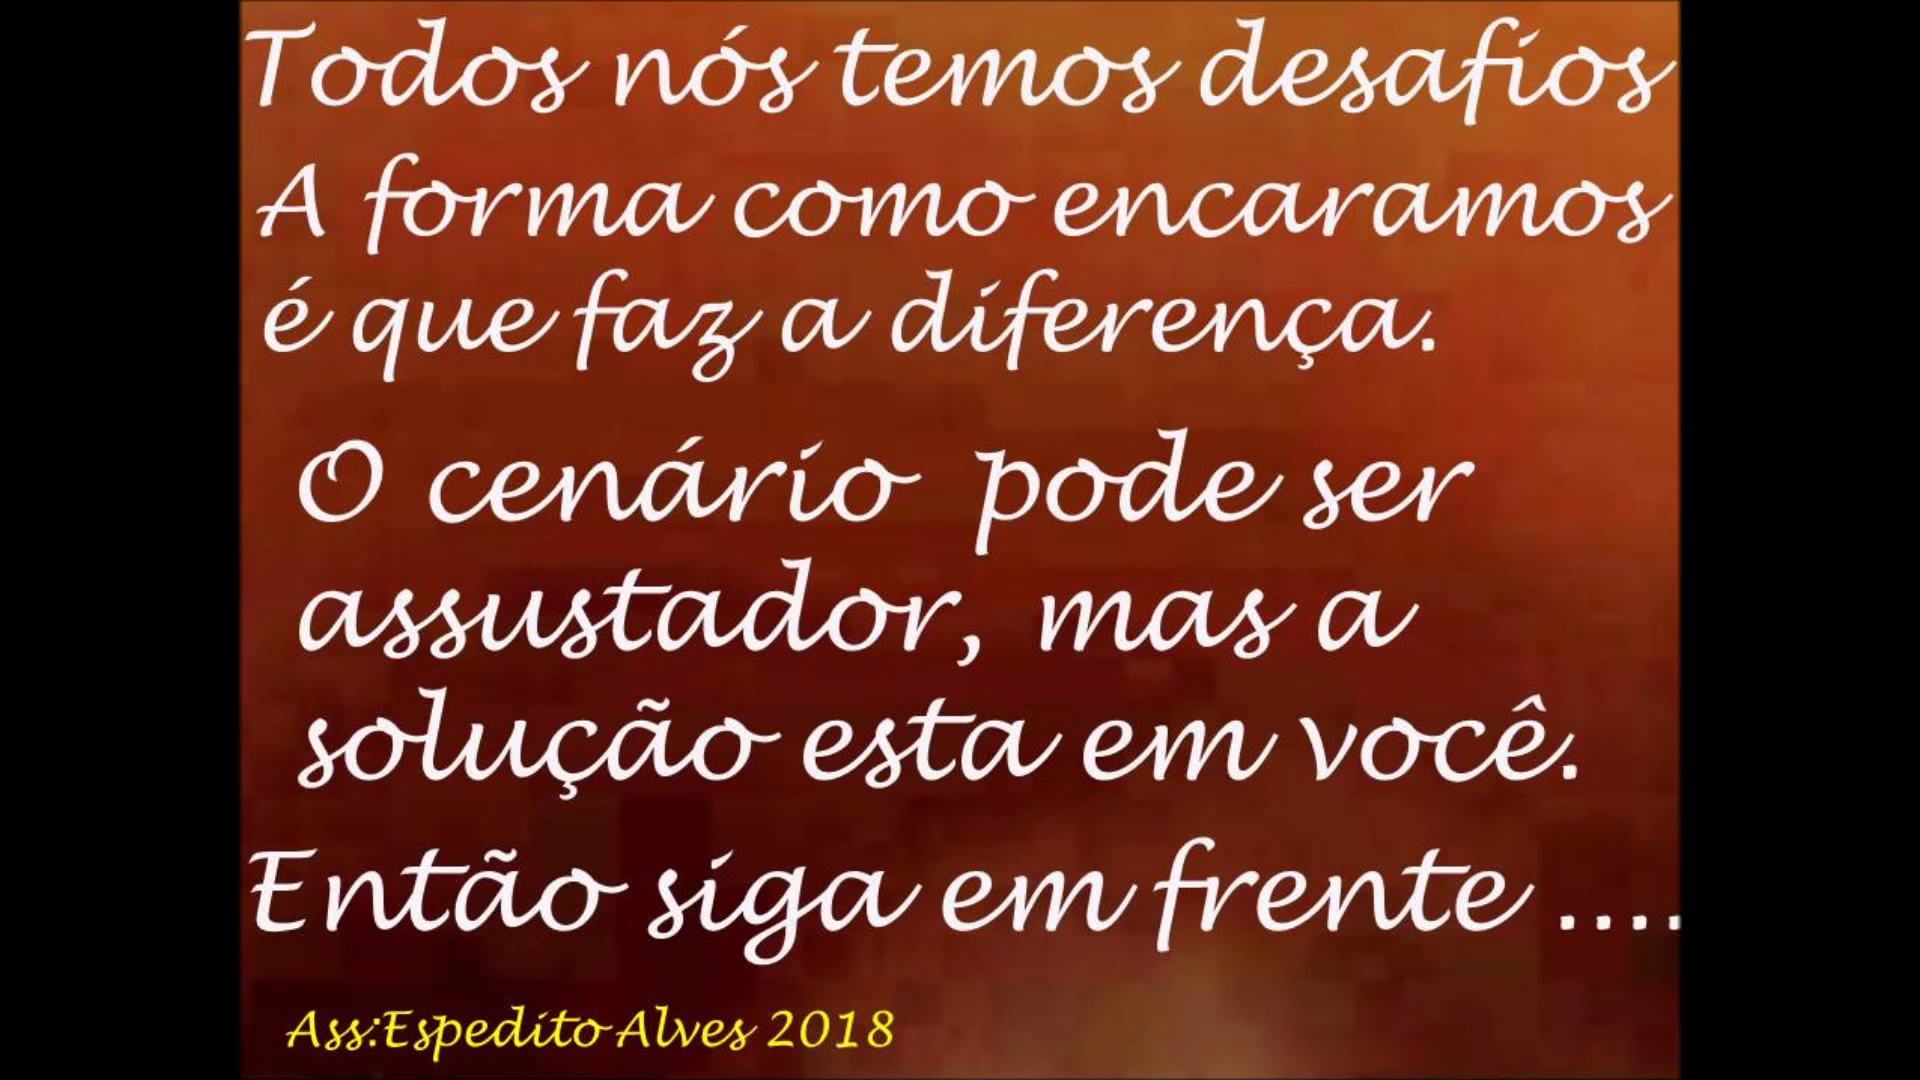 Todos nós temos desafios
A forma como encaramos
é que faz a diferença.
O cenário pode ser
assustador, mas a
solução esta em você.
Então siga em frente ....
Ass:Espedito Alves 2018